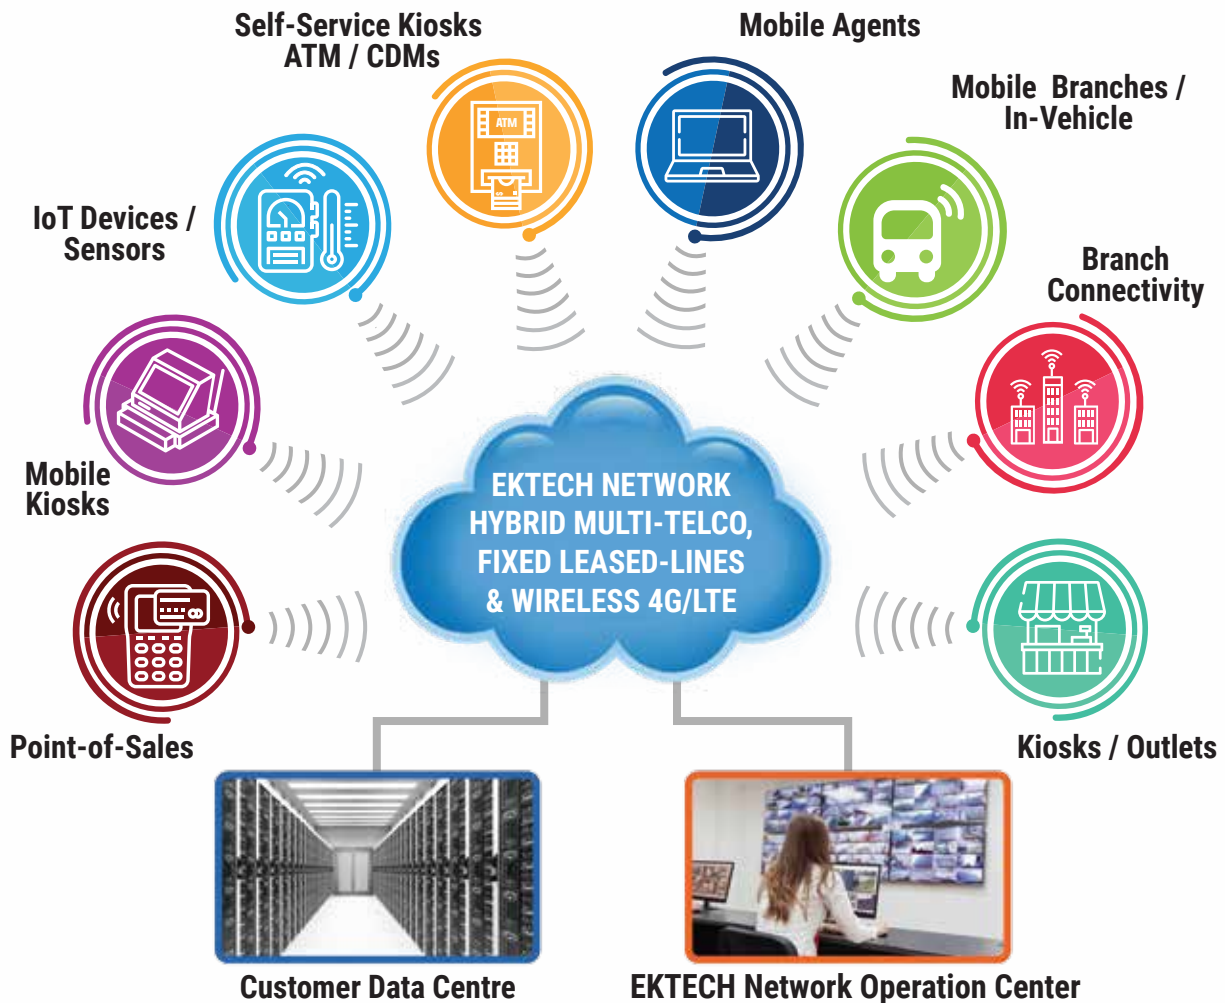 Self-Service Kiosks
ATM / CDMs
Mobile Agents
Mobile Branches /
In-Vehicle
ATM
IoT Devices /
Sensors
Branch
Connectivity
Mobile
Kiosks
EKTECH NETWORK
HYBRID MULTI-TELCO,
FIXED LEASED-LINES
& WIRELESS 4G/LTE
Point-of-Sales
Kiosks / Outlets
Customer Data Centre
EKTECH Network Operation Center